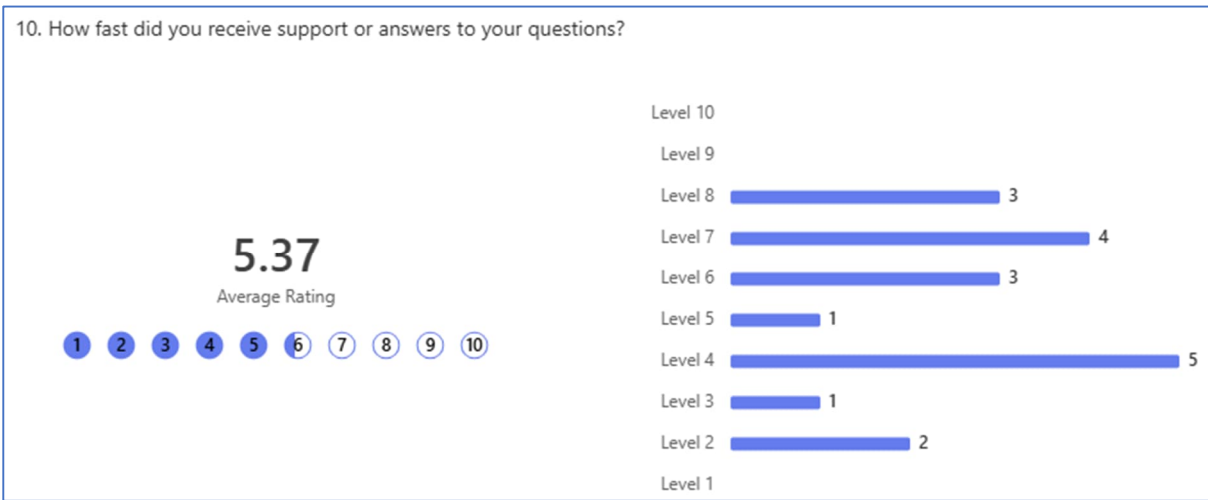 10. How fast did you receive support or answers to your questions?
5.37
Average Rating
1 2 3 4 5 6 7 8 9 10
Level 10
Level 9
Level 8 3
Level 7 4
Level 6 3
Level 5 1
Level 4 5
Level 3 1
Level 2 2
Level 1